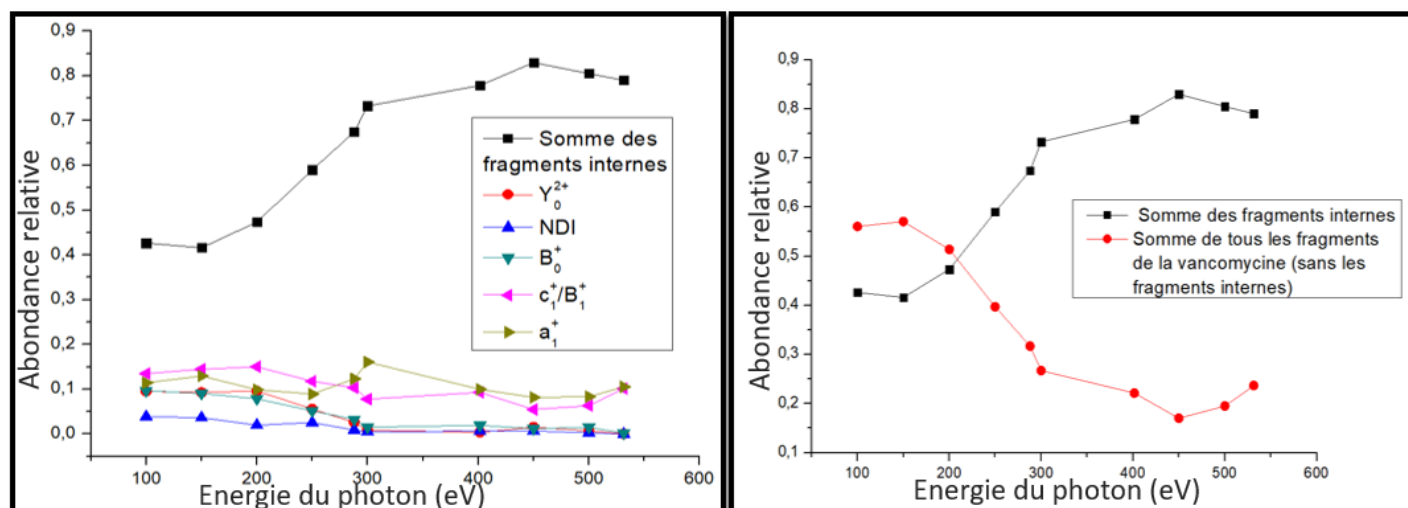 0,9
0,8
0,7
0,6
0,5
0,4
0,3
0,2
0,1
0,0
Abondance relative
Somme des
fragments internes
Y₀²⁺
NDI
B₀⁺
c₁⁺/B₁⁺
a₁⁺
100 200 300 400 500 600
Energie du photon (eV)
0,9
0,8
0,7
0,6
0,5
0,4
0,3
0,2
0,1
Abondance relative
Somme des fragments internes
Somme de tous les fragments
de la vancomycine (sans les
fragments internes)
100 200 300 400 500 600
Energie du photon (eV)